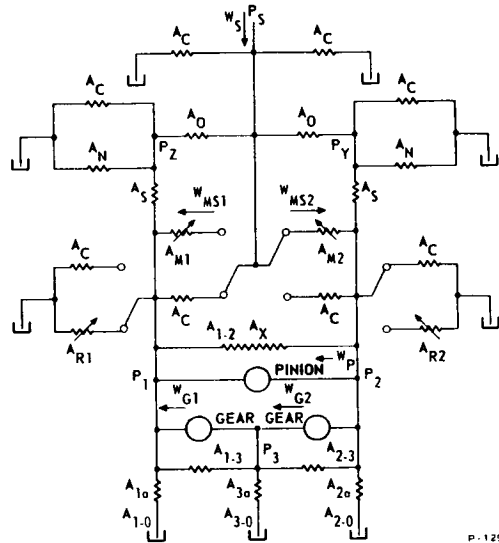 W_S P_S
A_C A_C
A_C A_C
A_O A_O
P_Z P_Y
A_N A_N
A_S A_S
W_MS1 W_MS2
A_M1 A_M2
A_C A_C
A_C A_C
A_R1 A_R2
A_1-2 A_X
W_P
P_1 PINION P_2
W_G1 W_G2
GEAR GEAR
A_1-3 P_3 A_2-3
A_1a A_3a A_2a
A_1-0 A_3-0 A_2-0